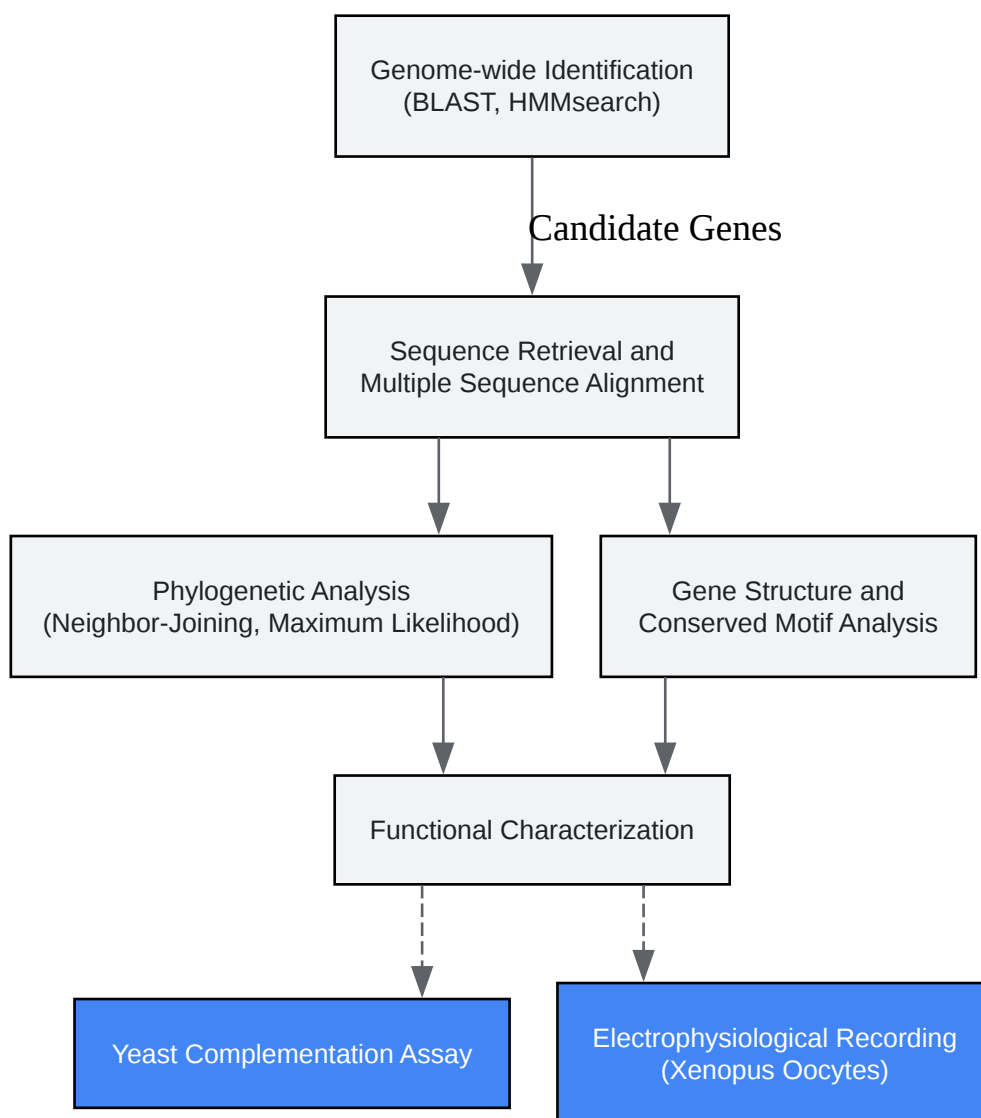 Genome-wide Identification
(BLAST, HMMsearch)
Candidate Genes
Sequence Retrieval and
Multiple Sequence Alignment
Phylogenetic Analysis
(Neighbor-Joining, Maximum Likelihood)
Gene Structure and
Conserved Motif Analysis
Functional Characterization
Yeast Complementation Assay
Electrophysiological Recording
(Xenopus Oocytes)